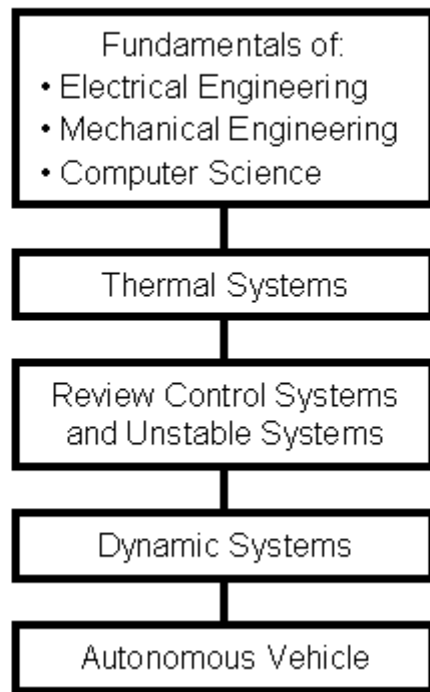 Fundamentals of:
• Electrical Engineering
• Mechanical Engineering
• Computer Science
Thermal Systems
Review Control Systems
and Unstable Systems
Dynamic Systems
Autonomous Vehicle